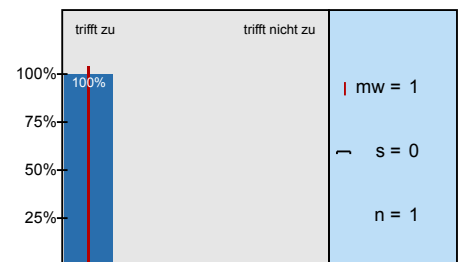 trifft zu trifft nicht zu
100%
100%
mw = 1
75%
s = 0
50%
n = 1
25%